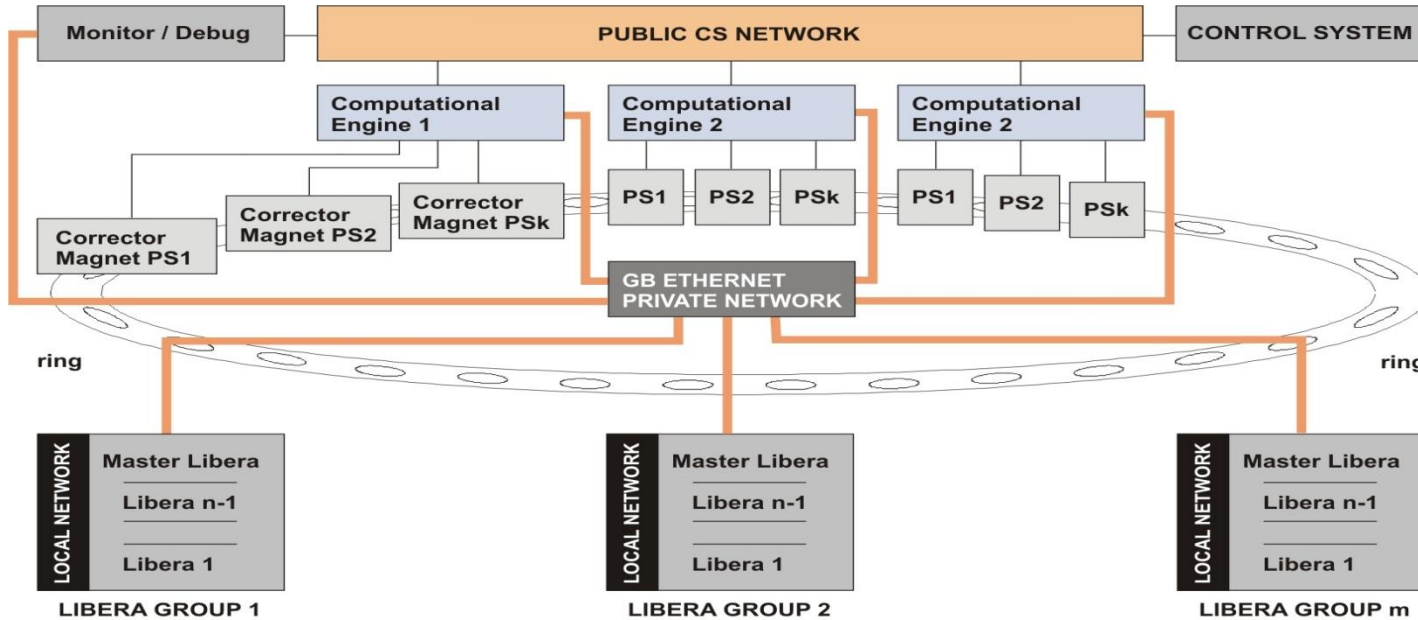 Monitor / Debug
PUBLIC CS NETWORK
CONTROL SYSTEM
Computational
Engine 1
Computational
Engine 2
Computational
Engine 2
Corrector
Magnet PS1
Corrector
Magnet PS2
Corrector
Magnet PSk
PS1
PS2
PSk
PS1
PS2
PSk
GB ETHERNET
PRIVATE NETWORK
ring
ring
LOCAL NETWORK
Master Libera
Libera n-1
Libera 1
LIBERA GROUP 1
LOCAL NETWORK
Master Libera
Libera n-1
Libera 1
LIBERA GROUP 2
LOCAL NETWORK
Master Libera
Libera n-1
Libera 1
LIBERA GROUP m